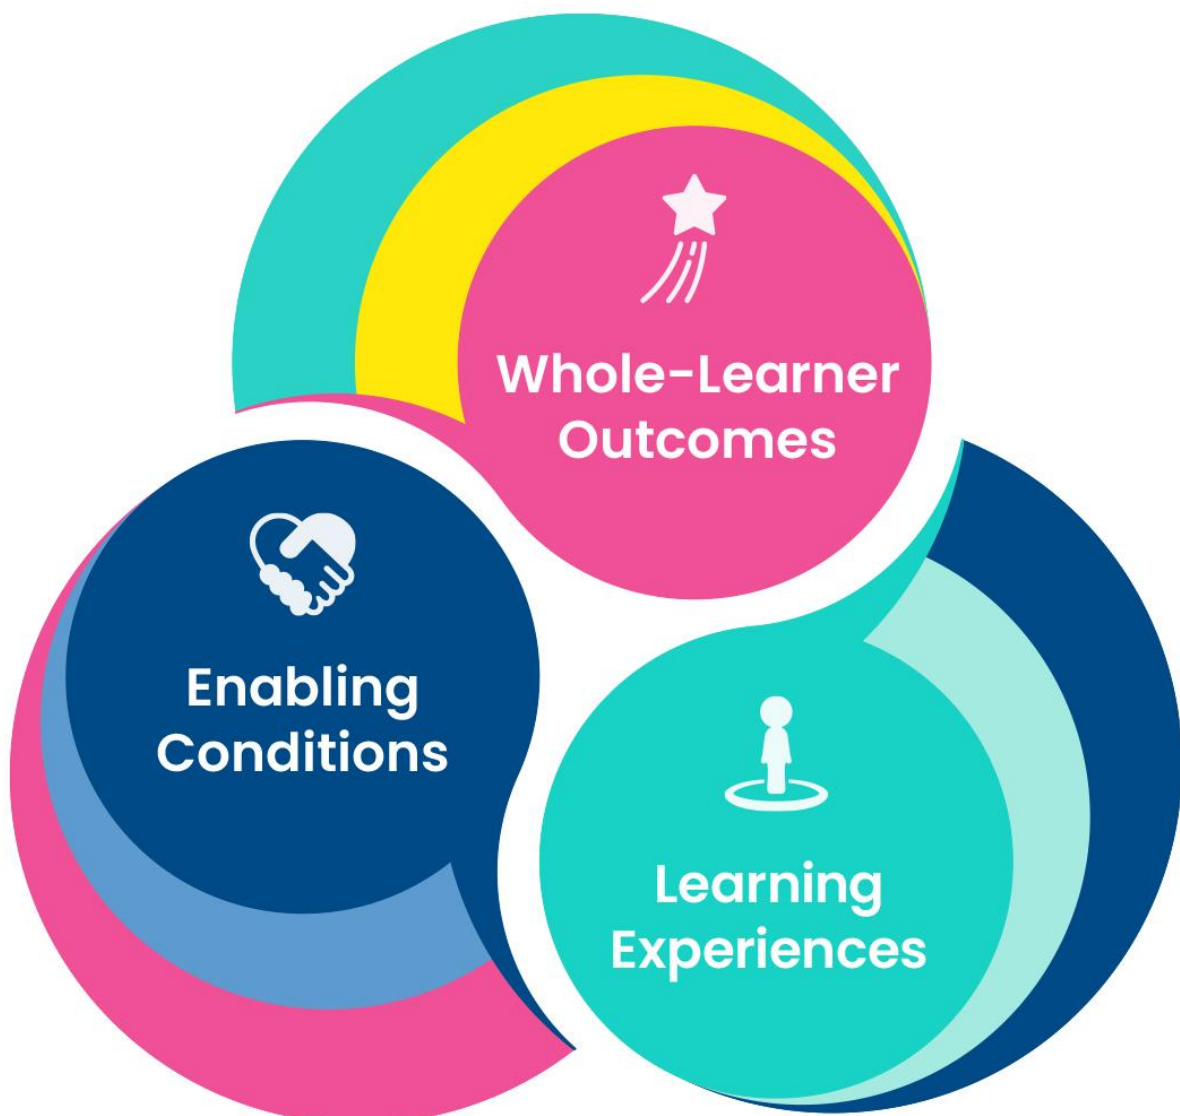 Whole-Learner
Outcomes
Enabling
Conditions
Learning
Experiences